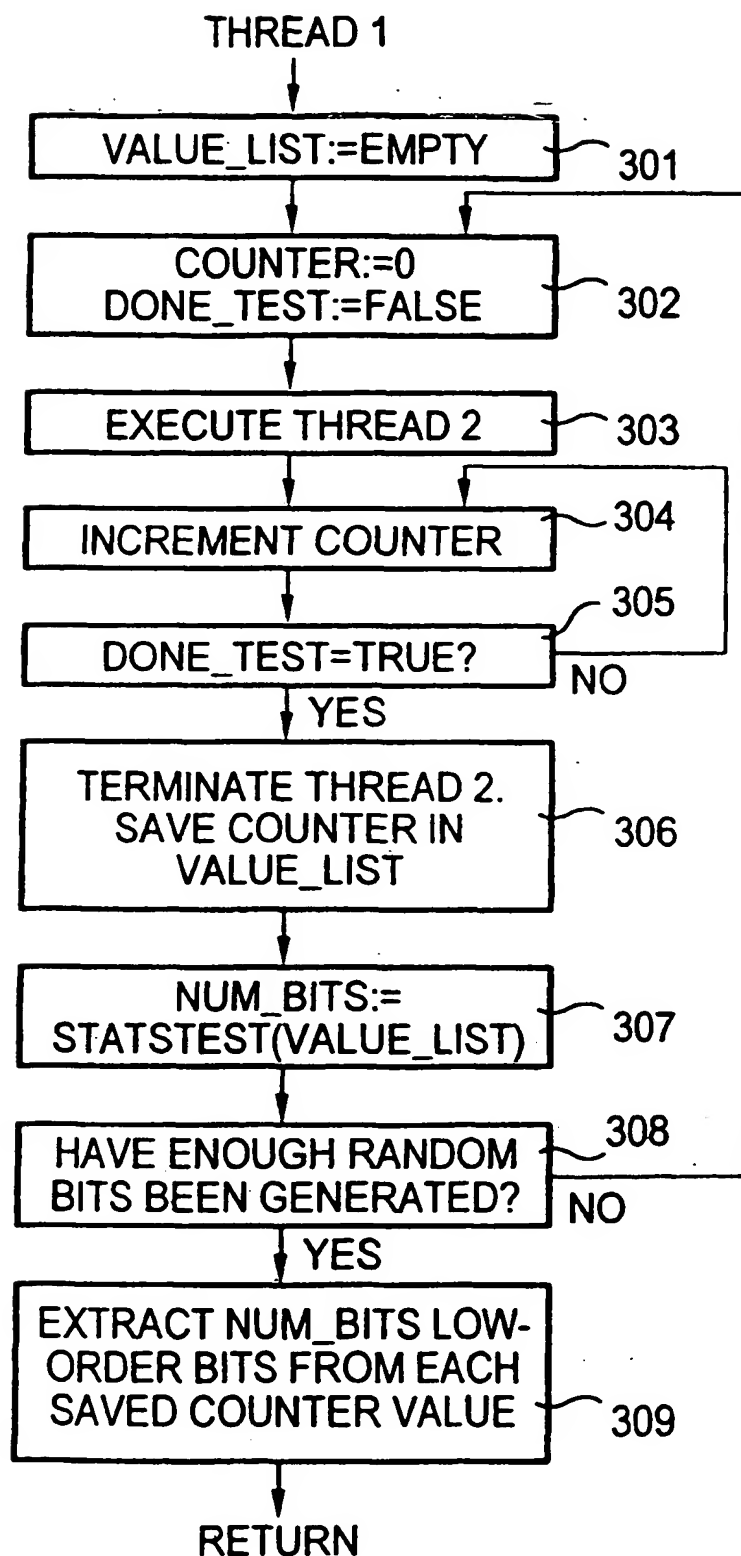 THREAD 1
VALUE_LIST:=EMPTY
301
COUNTER:=0
DONE_TEST:=FALSE
302
EXECUTE THREAD 2
303
INCREMENT COUNTER
304
DONE_TEST=TRUE?
305
NO
YES
TERMINATE THREAD 2.
SAVE COUNTER IN
VALUE_LIST
306
NUM_BITS:=
STATSTEST(VALUE_LIST)
307
HAVE ENOUGH RANDOM
BITS BEEN GENERATED?
308
NO
YES
EXTRACT NUM_BITS LOW-
ORDER BITS FROM EACH
SAVED COUNTER VALUE
309
RETURN